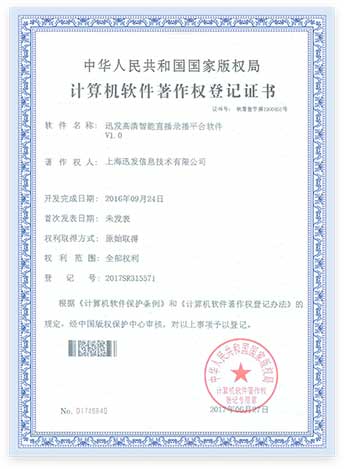 中华人民共和国国家版权局
计算机软件著作权登记证书
证书号： 软著登字第1900855号
软件名称： 迅发高清智能直播录播平台软件
V1.0
著作权人： 上海迅发信息技术有限公司
开发完成日期： 2016年09月24日
首次发表日期： 未发表
权利取得方式： 原始取得
权利范围： 全部权利
登记号： 2017SR315571
根据《计算机软件保护条例》和《计算机软件著作权登记办法》的
规定，经中国版权保护中心审核，对以上事项予以登记。
中华人民共和国国家版权局
计算机软件著作权
登记专用章
No. 01746840
2017年06月27日